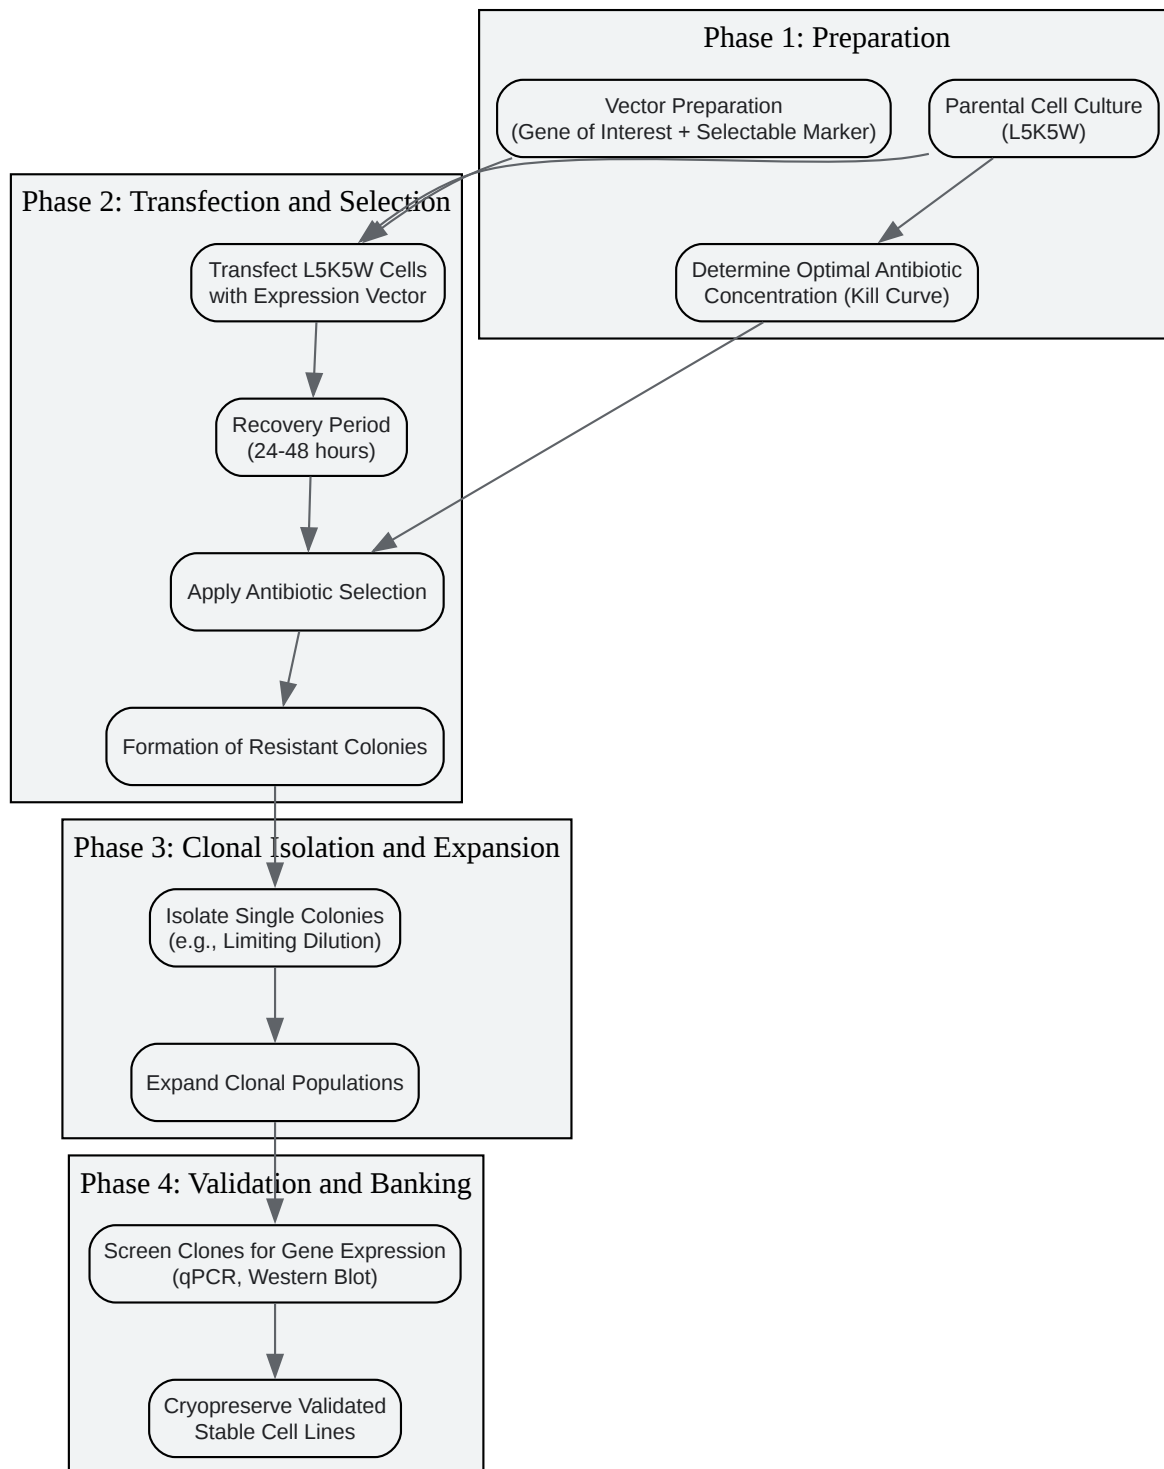 Phase 1: Preparation
Vector Preparation
(Gene of Interest + Selectable Marker)
Parental Cell Culture
(L5K5W)
Determine Optimal Antibiotic
Concentration (Kill Curve)
Phase 2: Transfection and Selection
Transfect L5K5W Cells
with Expression Vector
Recovery Period
(24-48 hours)
Apply Antibiotic Selection
Formation of Resistant Colonies
Phase 3: Clonal Isolation and Expansion
Isolate Single Colonies
(e.g., Limiting Dilution)
Expand Clonal Populations
Phase 4: Validation and Banking
Screen Clones for Gene Expression
(qPCR, Western Blot)
Cryopreserve Validated
Stable Cell Lines